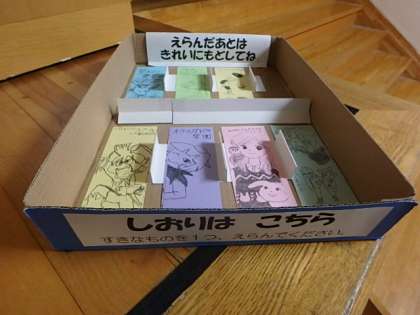 えらんだあとは
きれいにもどしてね
しおりは こちら
すきなものを1つ、えらんでください。